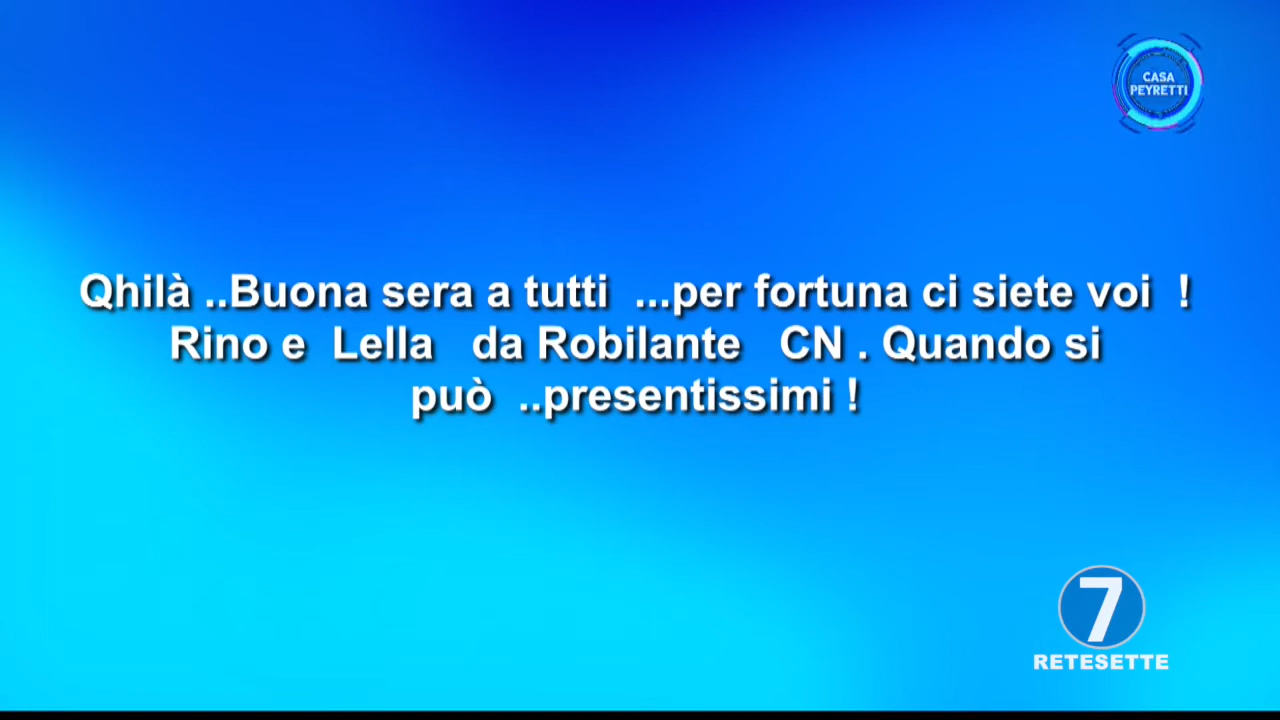 CASA
PEYRETTI
Qhilà ..Buona sera a tutti  ...per fortuna ci siete voi  !
Rino e  Lella   da Robilante   CN . Quando si
può  ..presentissimi !
7
RETESETTE